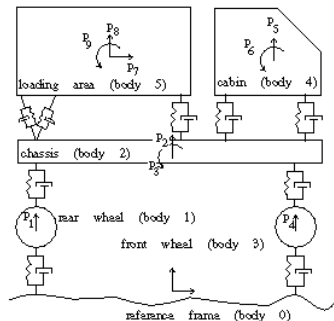 P8
P9
P7
loading area (body 5)
P5
P6
cabin (body 4)
P2
chassis (body 2)
P3
P1
rear wheel (body 1)
P4
front wheel (body 3)
reference frame (body 0)